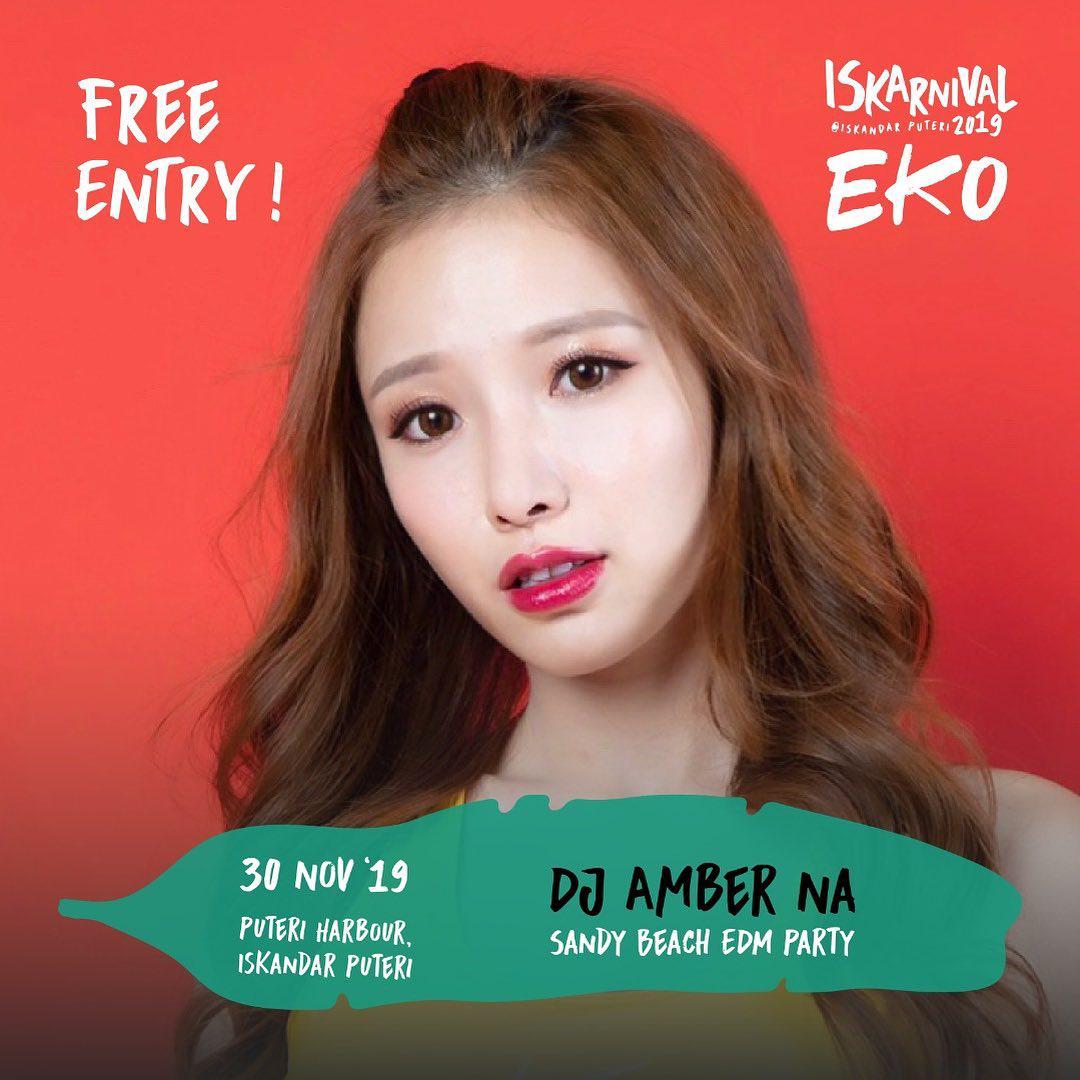 FREE
ENTRY!
ISKARNIVAL
@ISKANDAR PUTERI 2019
EKO
30 NOV '19
PUTERI HARBOUR,
ISKANDAR PUTERI
DJ AMBER NA
SANDY BEACH EDM PARTY